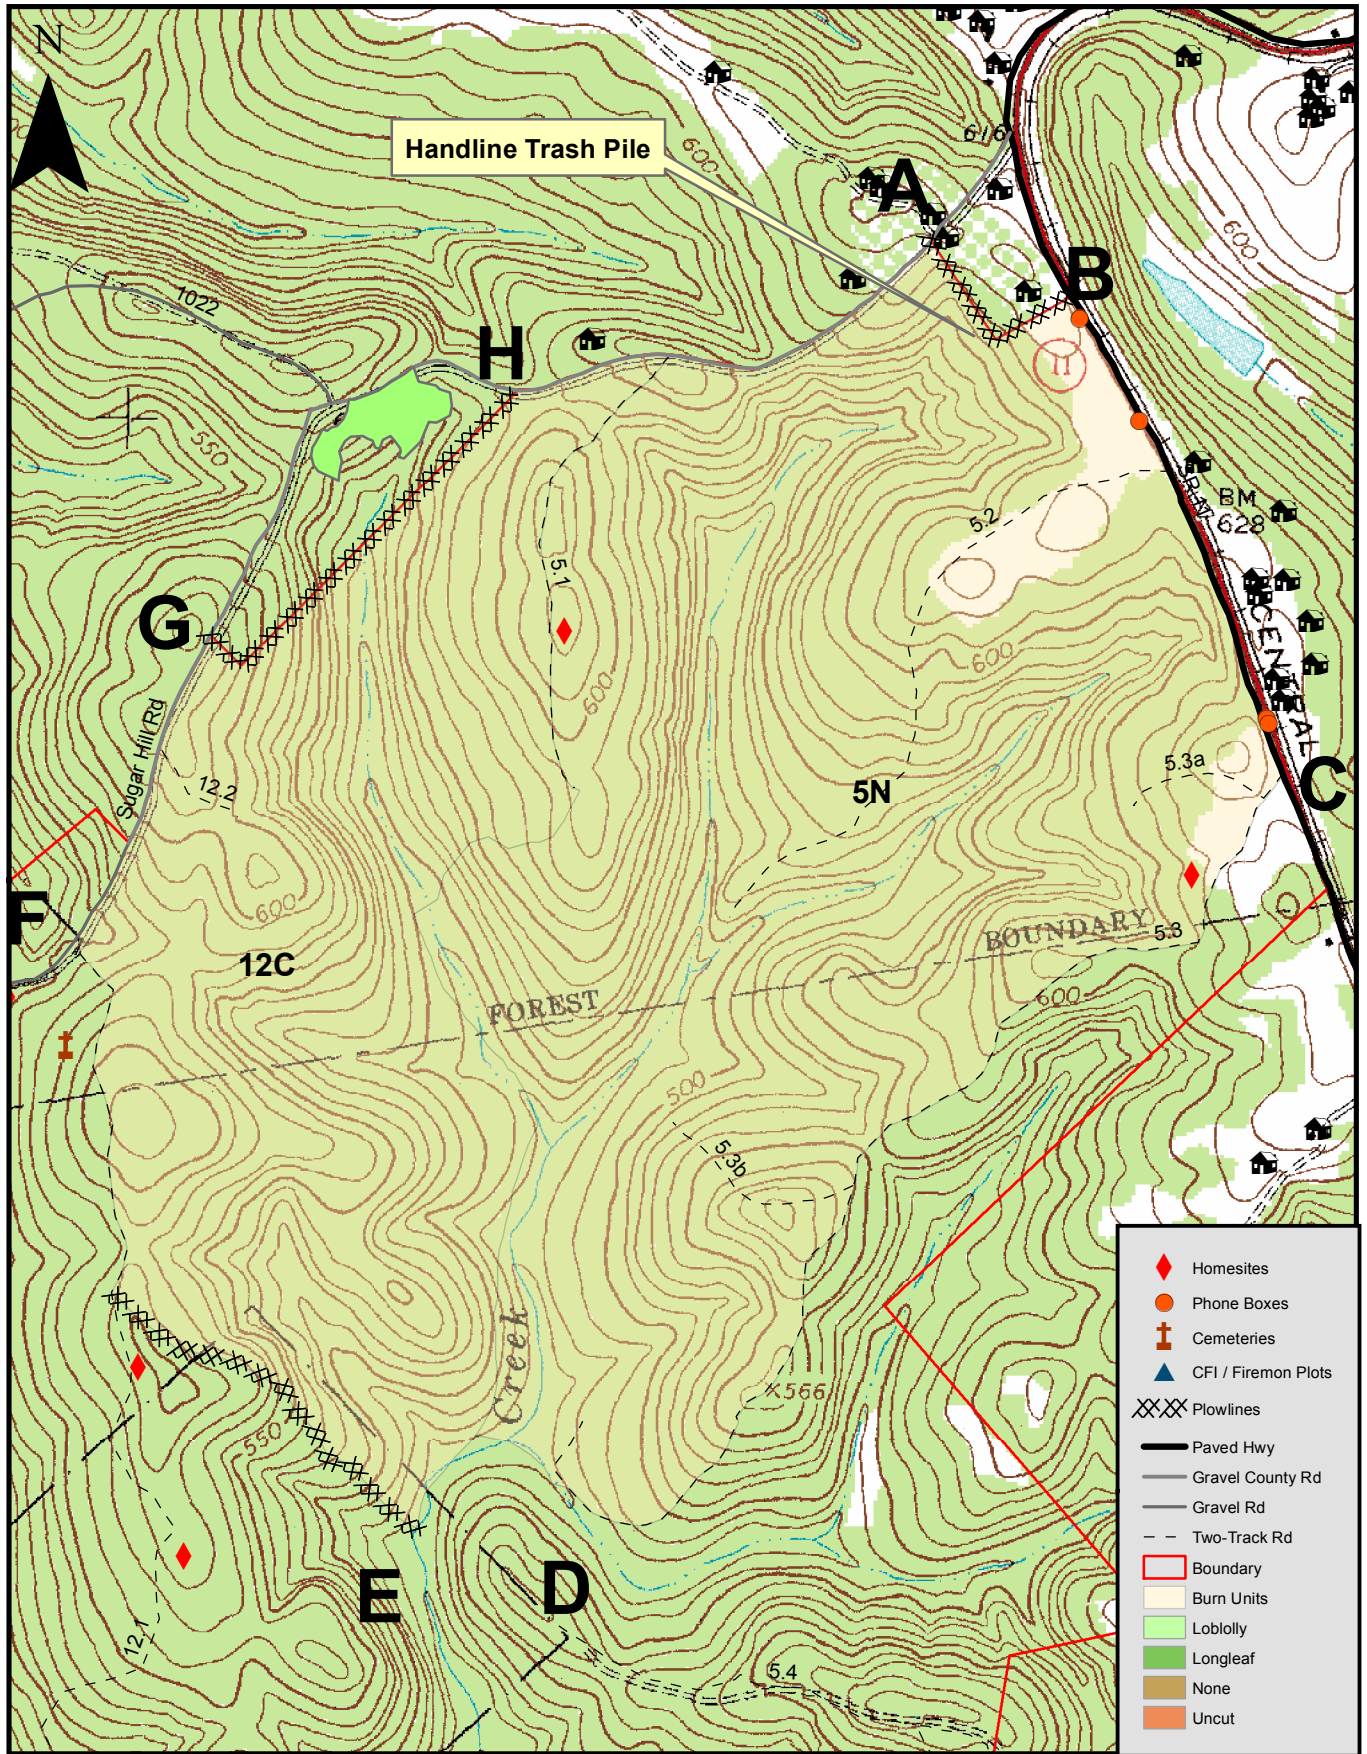 N
600
616
Handline Trash Pile
A
600
B
1022
H
550
5.2
BM
628
5.1
G
CENTRAL
600
600
Sugar Hill Rd
12.2
5N
5.3a
C
600
F
BOUNDARY
5.3
12C
FOREST
600
500
5.3b
Creek
×566
550
E
D
12.1
5.4
Homesites
Phone Boxes
Cemeteries
CFI / Firemon Plots
Plowlines
Paved Hwy
Gravel County Rd
Gravel Rd
Two-Track Rd
Boundary
Burn Units
Loblolly
Longleaf
None
Uncut